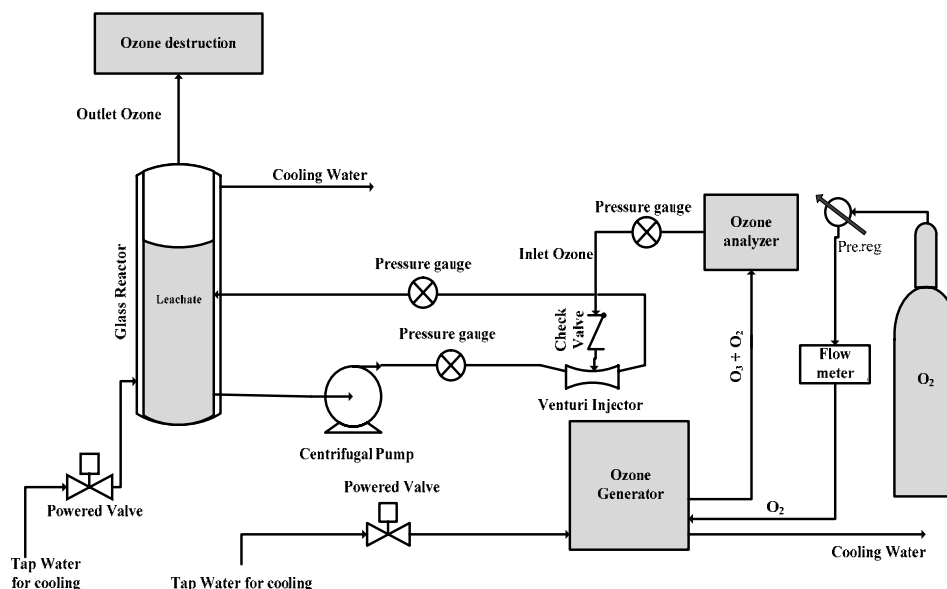 Ozone destruction
Outlet Ozone
Cooling Water
Pressure gauge
Ozone
analyzer
Pre.reg
Inlet Ozone
Glass Reactor
Leachate
Pressure gauge
Check
Valve
Pressure gauge
O₃ + O₂
Flow
meter
O₂
Venturi Injector
Centrifugal Pump
Ozone
Generator
Powered Valve
Powered Valve
O₂
Cooling Water
Tap Water
for cooling
Tap Water for cooling